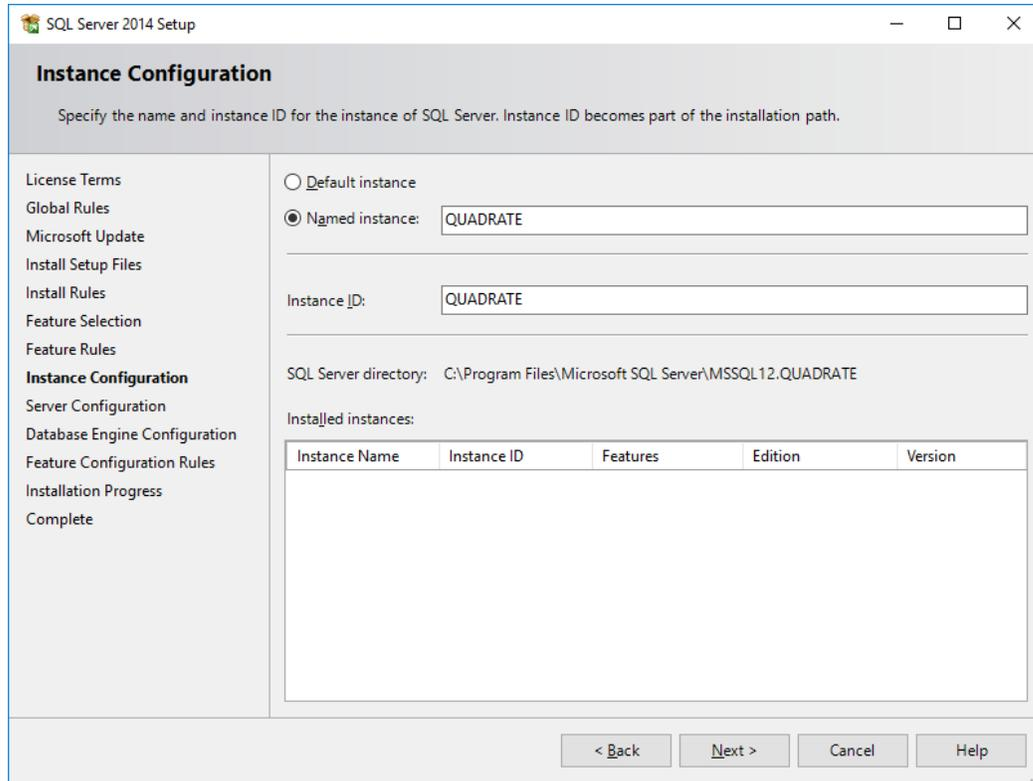 SQL Server 2014 Setup
Instance Configuration
Specify the name and instance ID for the instance of SQL Server. Instance ID becomes part of the installation path.
License Terms
Global Rules
Microsoft Update
Install Setup Files
Install Rules
Feature Selection
Feature Rules
Instance Configuration
Server Configuration
Database Engine Configuration
Feature Configuration Rules
Installation Progress
Complete
Default instance
Named instance: QUADRATE
Instance ID: QUADRATE
SQL Server directory: C:\Program Files\Microsoft SQL Server\MSSQL12.QUADRATE
Installed instances:
Instance Name Instance ID Features Edition Version
< Back Next > Cancel Help